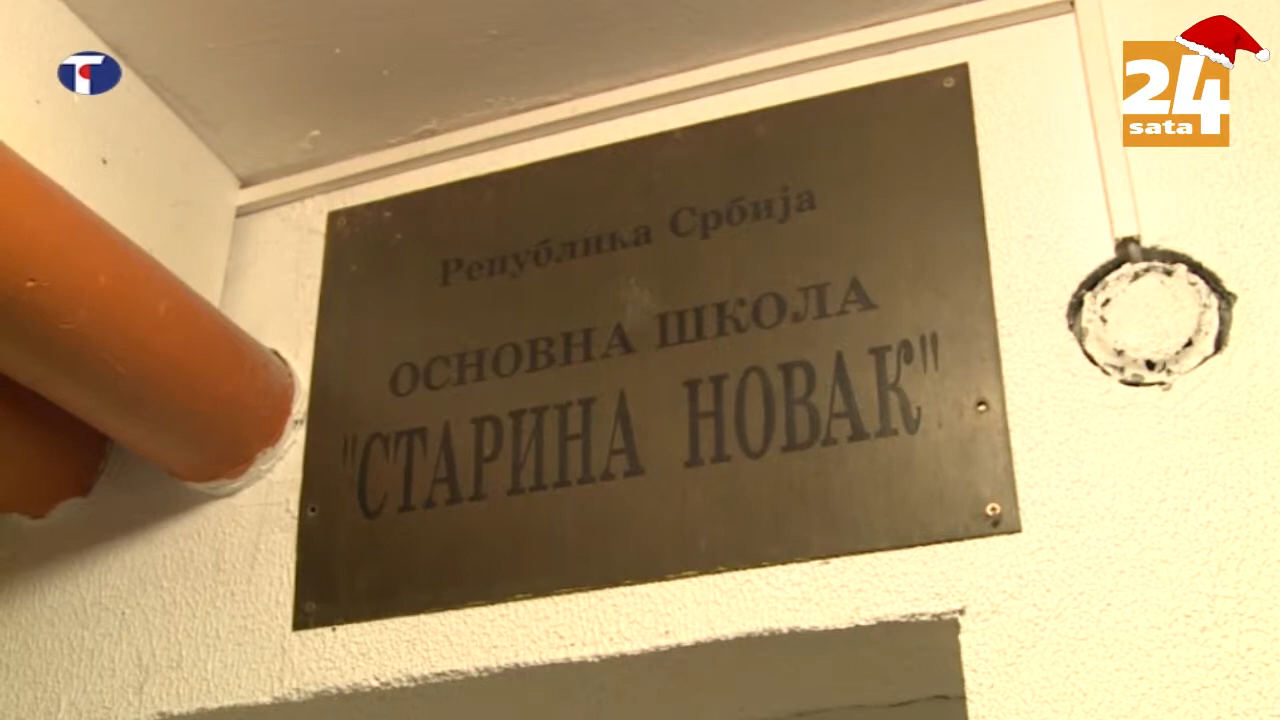 24
sata
Република Србија
ОСНОВНА ШКОЛА
"СТАРИНА НОВАК"